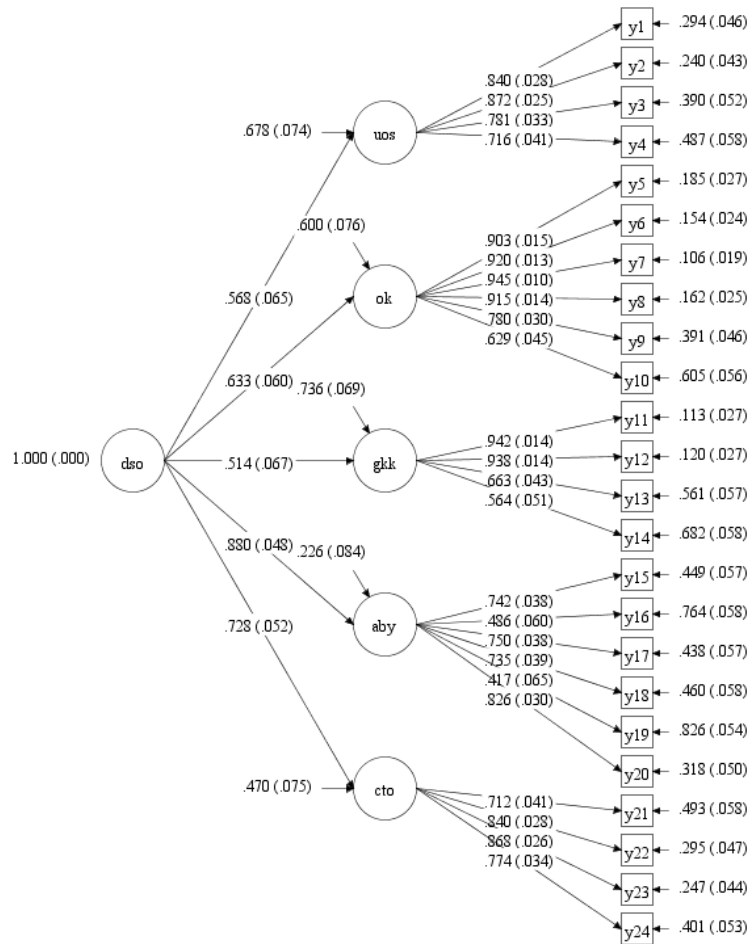 y1 .294 (.046)
y2 .240 (.043)
.840 (.028)
.872 (.025)
y3 .390 (.052)
.781 (.033)
.678 (.074) uos
.716 (.041) y4 .487 (.058)
y5 .185 (.027)
y6 .154 (.024)
.600 (.076)
.903 (.015)
.920 (.013)
y7 .106 (.019)
.945 (.010)
.568 (.065) ok
.915 (.014) y8 .162 (.025)
.780 (.030)
.629 (.045)
y9 .391 (.046)
y10 .605 (.056)
.633 (.060)
.736 (.069)
y11 .113 (.027)
.942 (.014)
.938 (.014)
y12 .120 (.027)
1.000 (.000) dso .514 (.067) gkk
.663 (.043)
.564 (.051)
y13 .561 (.057)
y14 .682 (.058)
.880 (.048) .226 (.084)
y15 .449 (.057)
.742 (.038)
.486 (.060)
y16 .764 (.058)
.728 (.052) aby
.750 (.038)
y17 .438 (.057)
.735 (.039)
.417 (.065)
.826 (.030)
y18 .460 (.058)
y19 .826 (.054)
y20 .318 (.050)
.470 (.075) cto
.712 (.041)
y21 .493 (.058)
.840 (.028)
.868 (.026)
.774 (.034)
y22 .295 (.047)
y23 .247 (.044)
y24 .401 (.053)